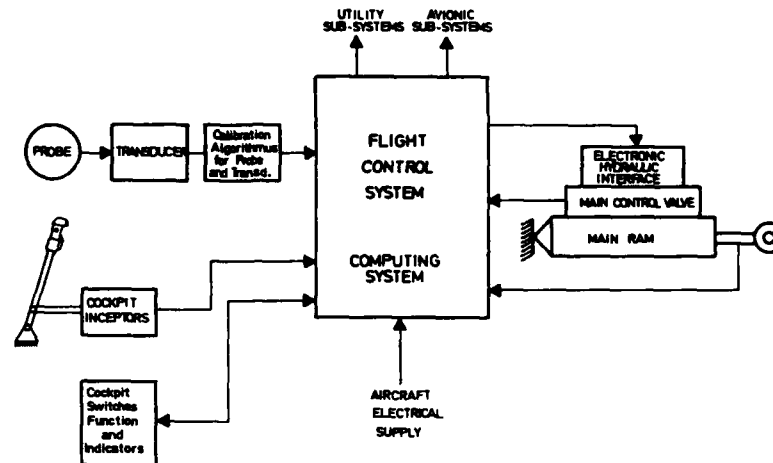 UTILITY
SUB-SYSTEMS
AVIONIC
SUB-SYSTEMS
PROBE
TRANSDUCER
Calibration
Algorithmus
for Probe
and Transd.
FLIGHT
CONTROL
SYSTEM
COMPUTING
SYSTEM
ELECTRONIC
HYDRAULIC
INTERFACE
MAIN CONTROL VALVE
MAIN RAM
COCKPIT
INCEPTORS
Cockpit
Switches
Function
and
Indicators
AIRCRAFT
ELECTRICAL
SUPPLY